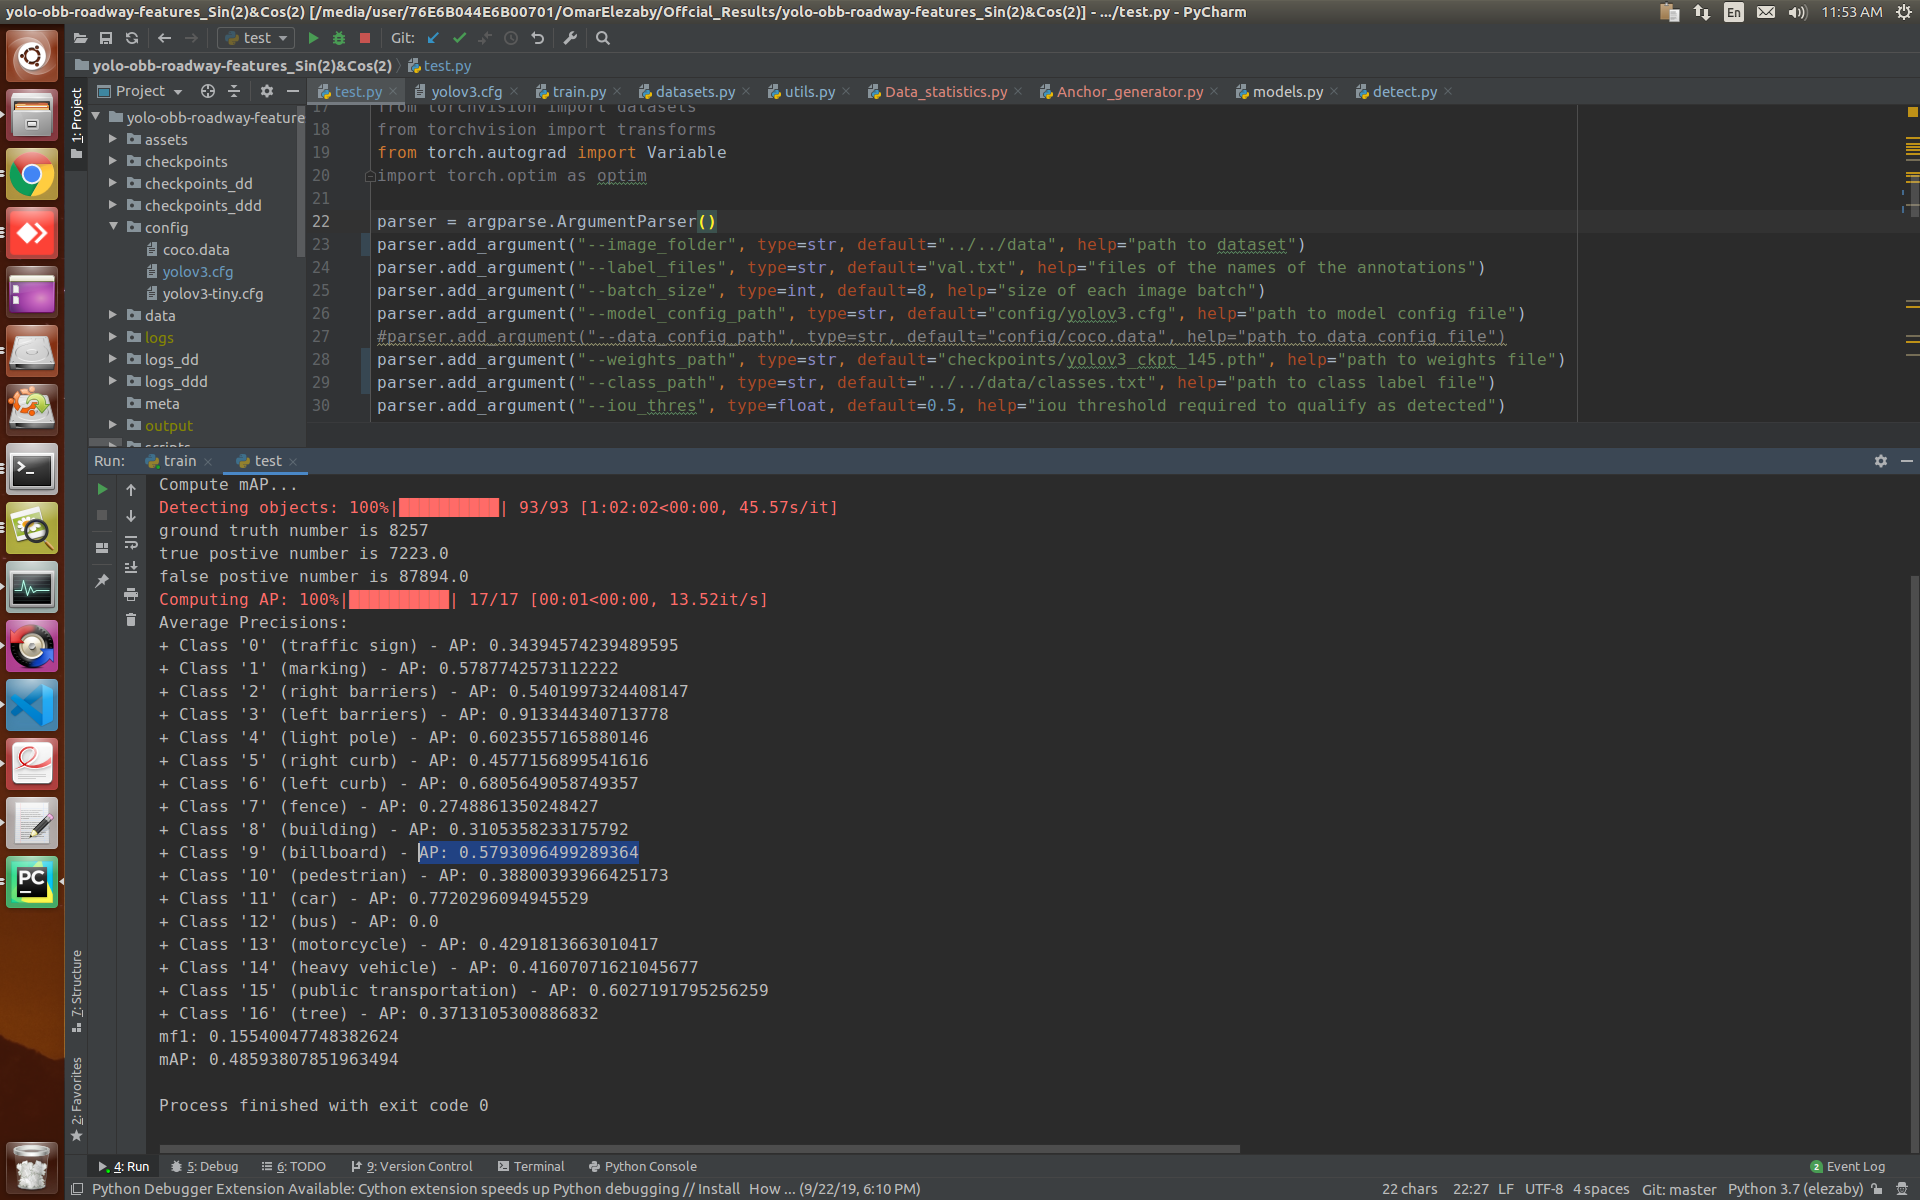 yolo-obb-roadway-features_Sin(2)&Cos(2) [/media/user/76E6B044E6B00701/OmarElezaby/Offcial_Results/yolo-obb-roadway-features_Sin(2)&Cos(2)] - .../test.py - PyCharm
En
11:53 AM
test
Git:
yolo-obb-roadway-features_Sin(2)&Cos(2)
test.py
1: Project
Project
test.py
yolov3.cfg
train.py
datasets.py
utils.py
Data_statistics.py
Anchor_generator.py
models.py
detect.py
yolo-obb-roadway-feature
assets
checkpoints
checkpoints_dd
checkpoints_ddd
config
coco.data
yolov3.cfg
yolov3-tiny.cfg
data
logs
logs_dd
logs_ddd
meta
output
scripts
17 from torchvision import datasets
18 from torchvision import transforms
19 from torch.autograd import Variable
20 import torch.optim as optim
21
22 parser = argparse.ArgumentParser()
23 parser.add_argument("--image_folder", type=str, default="../../data", help="path to dataset")
24 parser.add_argument("--label_files", type=str, default="val.txt", help="files of the names of the annotations")
25 parser.add_argument("--batch_size", type=int, default=8, help="size of each image batch")
26 parser.add_argument("--model_config_path", type=str, default="config/yolov3.cfg", help="path to model config file")
27 #parser.add_argument("--data_config_path", type=str, default="config/coco.data", help="path to data config file")
28 parser.add_argument("--weights_path", type=str, default="checkpoints/yolov3_ckpt_145.pth", help="path to weights file")
29 parser.add_argument("--class_path", type=str, default="../../data/classes.txt", help="path to class label file")
30 parser.add_argument("--iou_thres", type=float, default=0.5, help="iou threshold required to qualify as detected")
Run:
train
test
Compute mAP...
Detecting objects: 100%|██████████| 93/93 [1:02:02<00:00, 45.57s/it]
ground truth number is 8257
true postive number is 7223.0
false postive number is 87894.0
Computing AP: 100%|██████████| 17/17 [00:01<00:00, 13.52it/s]
Average Precisions:
+ Class '0' (traffic sign) - AP: 0.34394574239489595
+ Class '1' (marking) - AP: 0.5787742573112222
+ Class '2' (right barriers) - AP: 0.5401997324408147
+ Class '3' (left barriers) - AP: 0.913344340713778
+ Class '4' (light pole) - AP: 0.6023557165880146
+ Class '5' (right curb) - AP: 0.4577156899541616
+ Class '6' (left curb) - AP: 0.6805649058749357
+ Class '7' (fence) - AP: 0.2748861350248427
+ Class '8' (building) - AP: 0.3105358233175792
+ Class '9' (billboard) - AP: 0.5793096499289364
+ Class '10' (pedestrian) - AP: 0.38800393966425173
+ Class '11' (car) - AP: 0.7720296094945529
+ Class '12' (bus) - AP: 0.0
+ Class '13' (motorcycle) - AP: 0.4291813663010417
+ Class '14' (heavy vehicle) - AP: 0.41607071621045677
+ Class '15' (public transportation) - AP: 0.6027191795256259
+ Class '16' (tree) - AP: 0.3713105300886832
mf1: 0.15540047748382624
mAP: 0.48593807851963494
Process finished with exit code 0
7: Structure
2: Favorites
4: Run
5: Debug
6: TODO
9: Version Control
Terminal
Python Console
2 Event Log
Python Debugger Extension Available: Cython extension speeds up Python debugging // Install How ... (9/22/19, 6:10 PM)
22 chars
22:27
LF
UTF-8
4 spaces
Git: master
Python 3.7 (elezaby)
PC